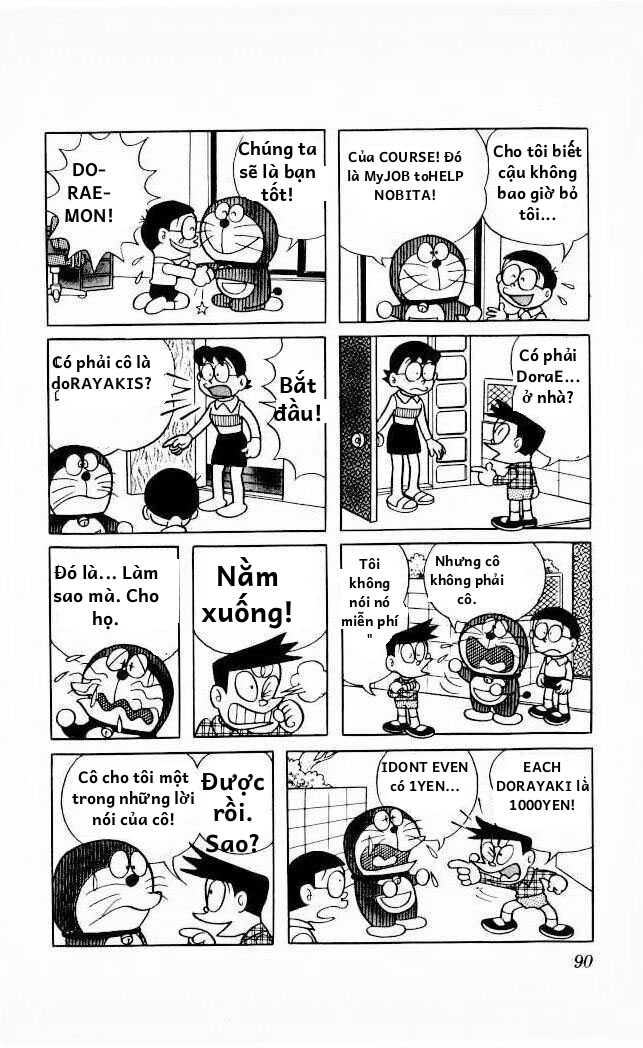 Cho tôi biết
cậu không
bao giờ bỏ
tôi...
Của COURSE! Đó
là MyJOB toHELP
NOBITA!
Chúng ta
sẽ là bạn
tốt!
DO-
RAE-
MON!
Có phải
DoraE...
ở nhà?
Bắt
đầu!
Có phải cô là
doRAYAKIS?
Nhưng cô
không phải
cô.
Tôi
không
nói nó
miễn phí
"
Nằm
xuống!
Đó là... Làm
sao mà. Cho
họ.
EACH
DORAYAKI là
1000YEN!
IDONT EVEN
có 1YEN...
Được
rồi.
Sao?
Cô cho tôi một
trong những lời
nói của cô!
90